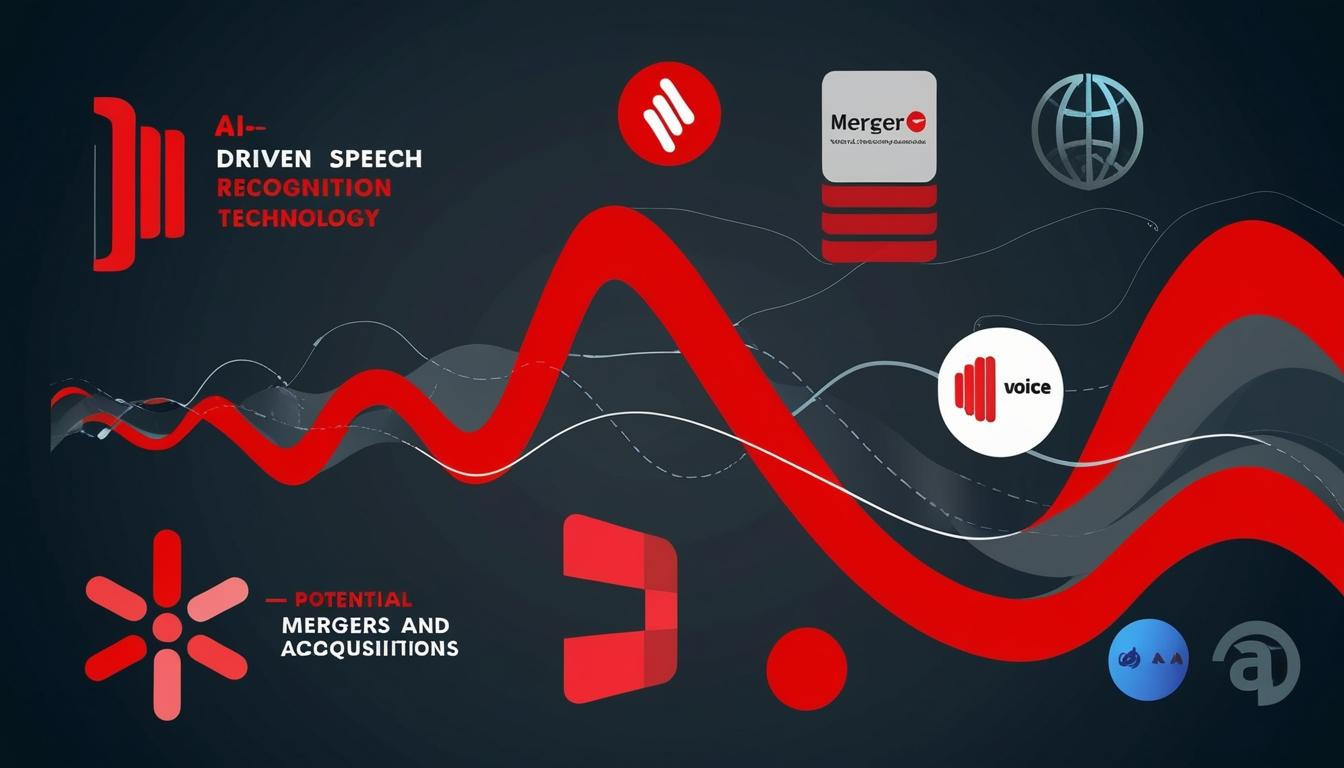 AI--
DRIVEN SPEECH
RECOGNITION
TECHNOLOGY
Merger
voice
— POTENTIAL
MERGERS AND
ACCQUSIITIONS
a